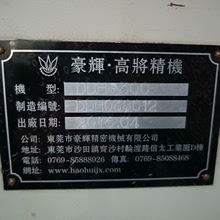 豪輝·高將精機
機 型:
制造編號:
出廠日期:
公司:東莞市豪輝精密機械有限公司
地址:東莞市沙田鎮齊沙村輪渡路信太工業園D棟
電話:0769-85888926 傳真:0769-85088468
網址:www.haohuijx.com